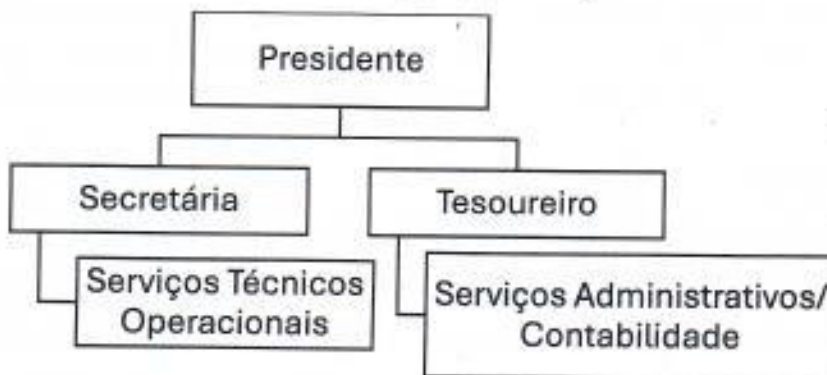 Presidente
Secretária
Tesoureiro
Serviços Técnicos
Operacionais
Serviços Administrativos/
Contabilidade